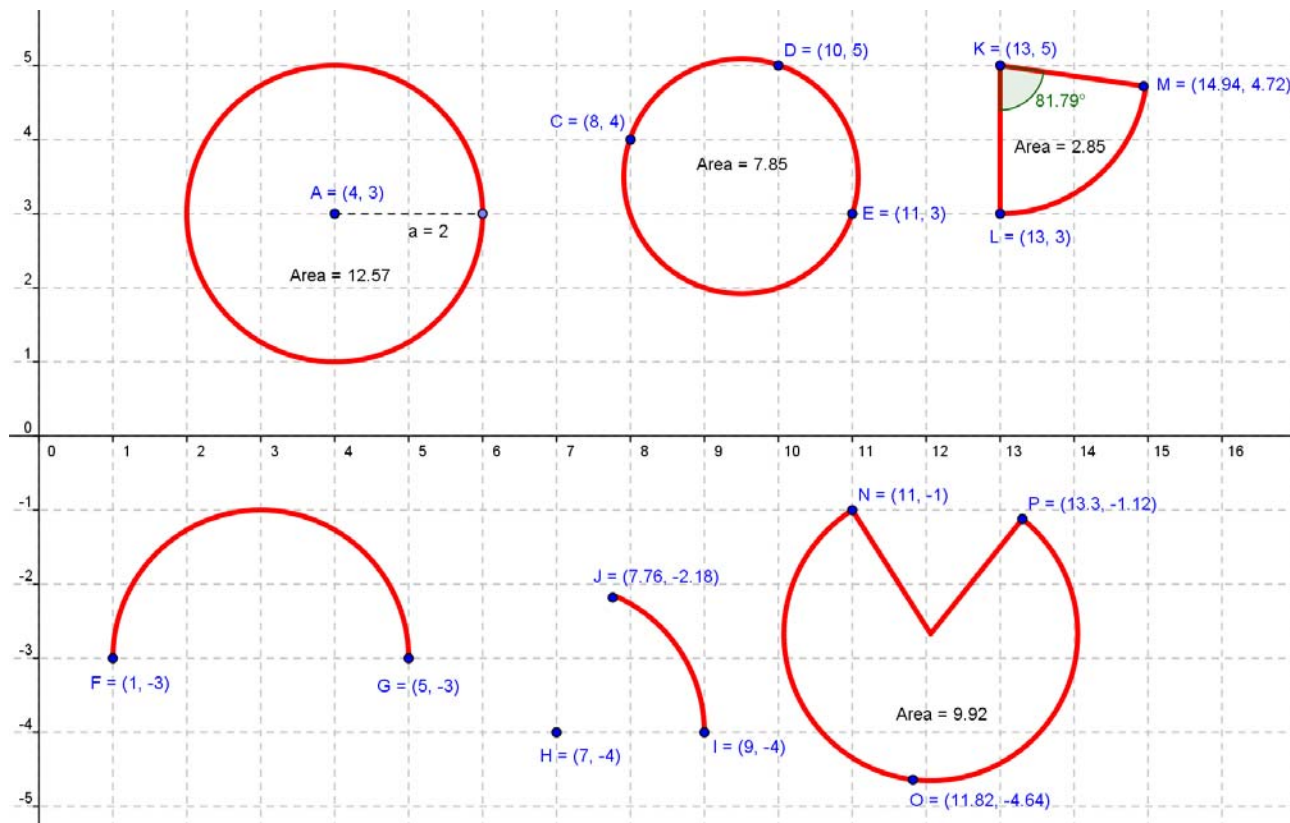 5
4
3
2
1
0
-1
-2
-3
-4
-5
0 1 2 3 4 5 6 7 8 9 10 11 12 13 14 15 16
A = (4, 3)
a = 2
Area = 12.57
D = (10, 5)
C = (8, 4)
Area = 7.85
E = (11, 3)
K = (13, 5)
M = (14.94, 4.72)
81.79°
Area = 2.85
L = (13, 3)
F = (1, -3)
G = (5, -3)
J = (7.76, -2.18)
H = (7, -4)
I = (9, -4)
N = (11, -1)
P = (13.3, -1.12)
Area = 9.92
O = (11.82, -4.64)